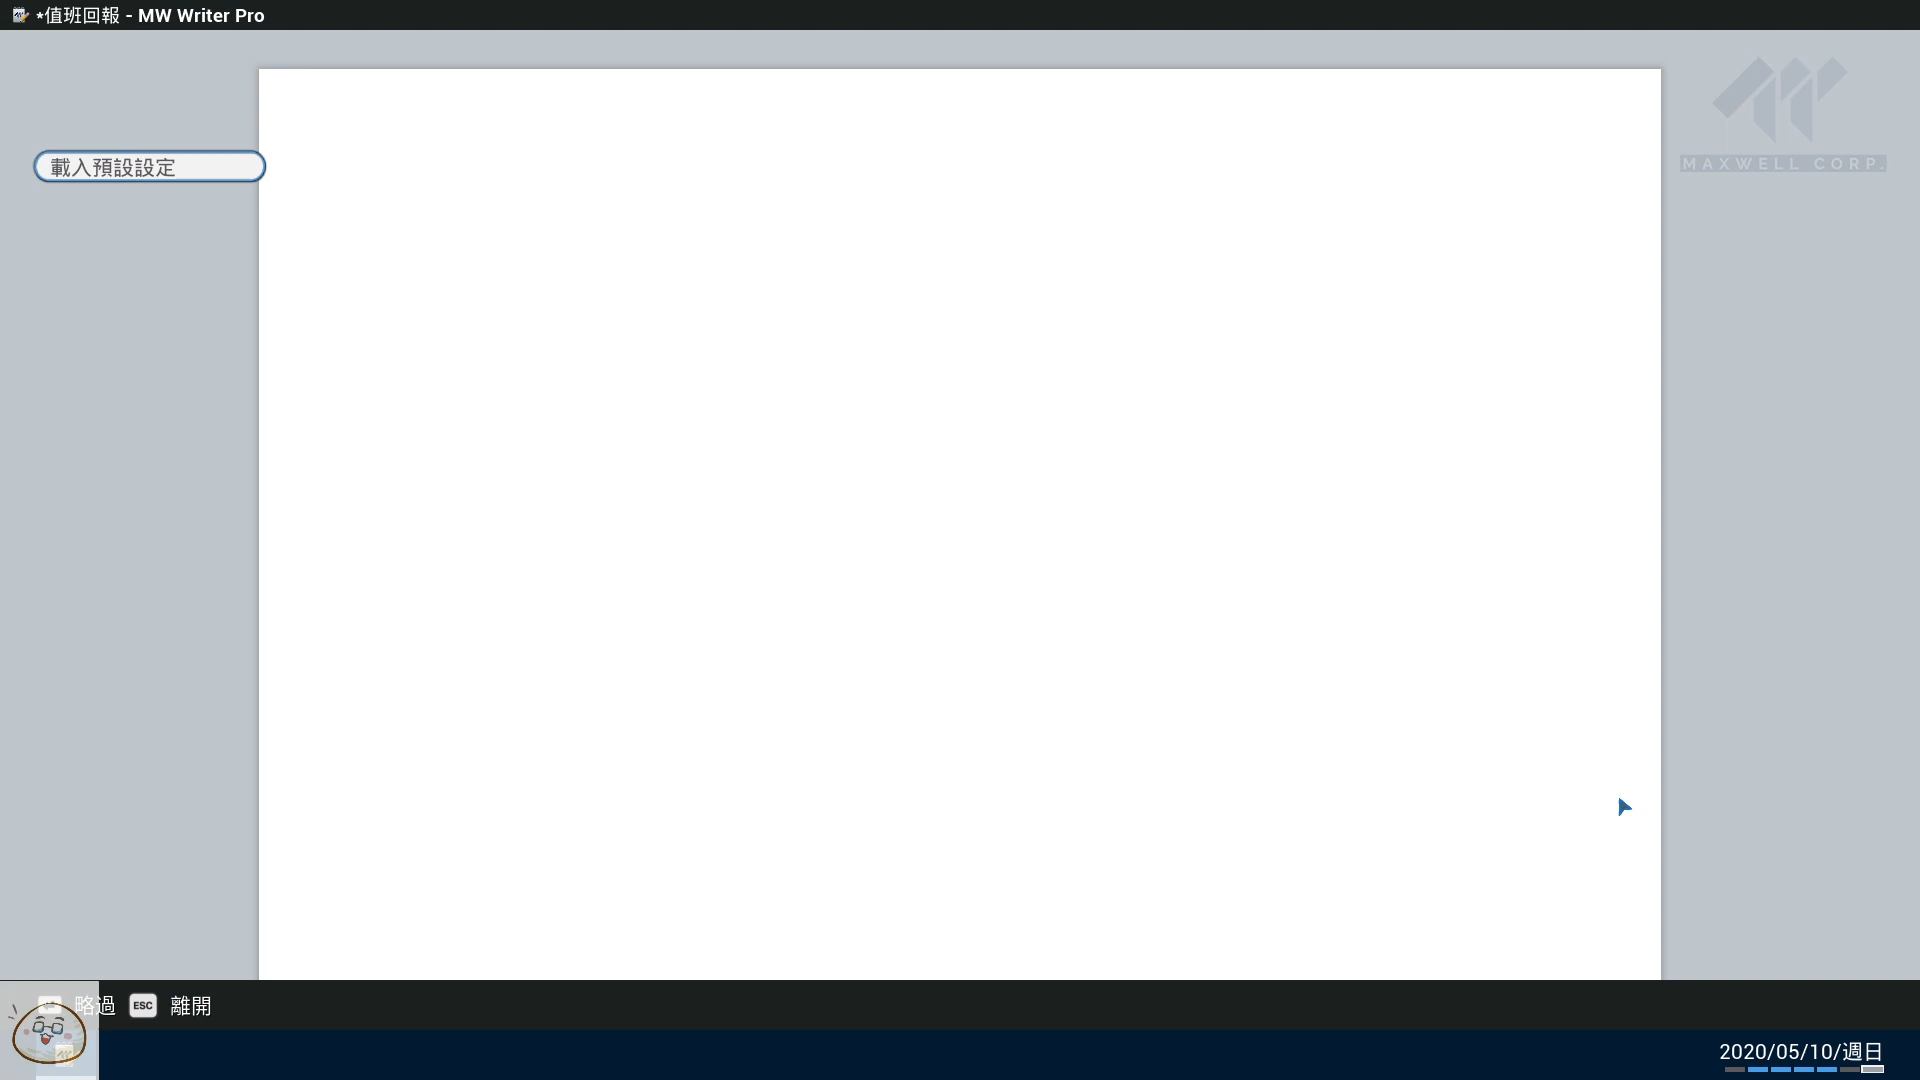 *值班回報 - MW Writer Pro
MAXWELL CORP.
載入預設設定
略過 ESC 離開
2020/05/10/週日